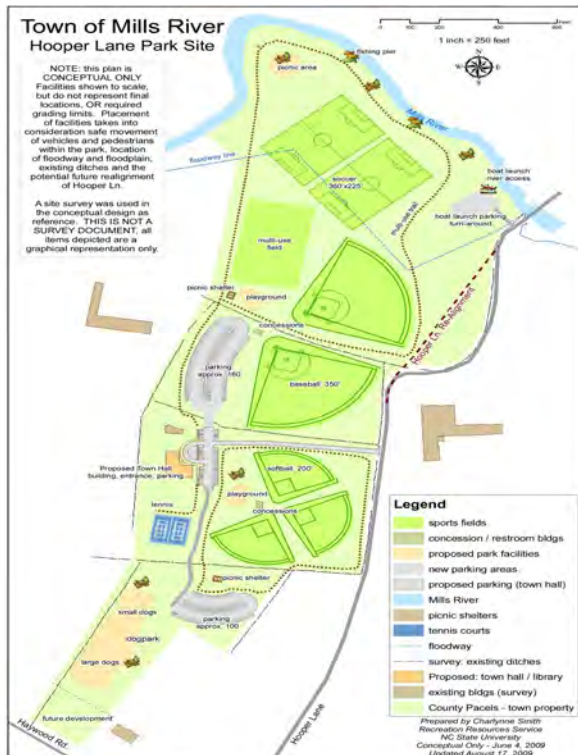 Town of Mills River
Hooper Lane Park Site
NOTE: this plan is
CONCEPTUAL ONLY
Facilities shown to scale,
but do not represent final
locations, OR required
grading limits. Placement
of facilities takes into
consideration safe movement
of vehicles and pedestrians
within the park, location
of floodway and floodplain,
existing ditches and the
potential future realignment
of Hooper Ln.
A site survey was used in
the conceptual design as
reference. THIS IS NOT A
SURVEY DOCUMENT, all
items depicted are a
graphical representation only.
1 inch = 250 feet
N
fishing pier
picnic area
Mills River
floodway line
soccer
360'x225'
boat launch
river access
multi-use trail
boat launch parking
turn-around
multi-use
field
picnic shelter
playground
Hooper Ln. Re-Alignment
concessions
parking
approx. 160
baseball 350'
Proposed Town Hall
building, entrance, parking
softball 200'
playground
tennis
concessions
picnic shelter
small dogs
parking
approx. 100
dogpark
large dogs
future development
Haywood Rd.
Hooper Lane
Legend
sports fields
concession / restroom bldgs
proposed park facilities
new parking areas
proposed parking (town hall)
Mills River
picnic shelters
tennis courts
floodway
survey: existing ditches
Proposed: town hall / library
existing bldgs (survey)
County Pacels - town property
Prepared by Charlynne Smith
Recreation Resources Service
NC State University
Conceptual Only - June 4, 2009
Updated August 17, 2009